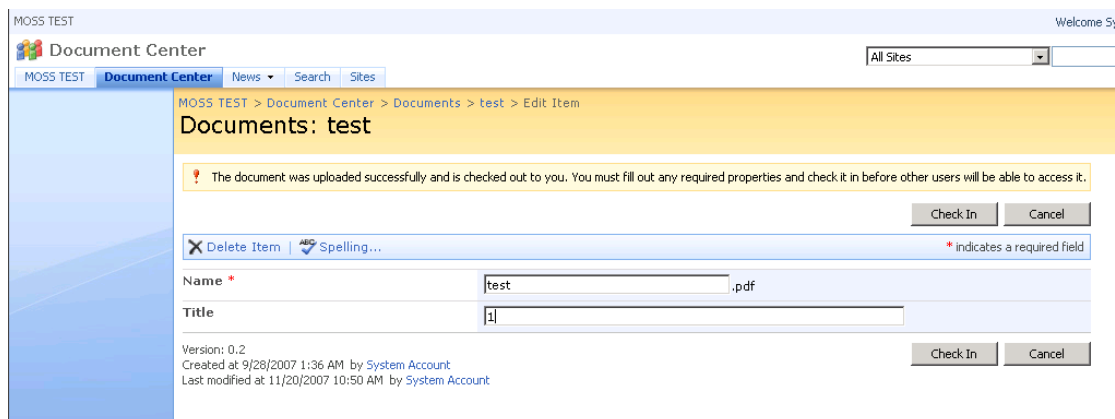 MOSS TEST
Welcome Sy
Document Center
All Sites
MOSS TEST Document Center News Search Sites
MOSS TEST > Document Center > Documents > test > Edit Item
Documents: test
The document was uploaded successfully and is checked out to you. You must fill out any required properties and check it in before other users will be able to access it.
Check In Cancel
Delete Item | ABC Spelling... * indicates a required field
Name * test .pdf
Title 1
Version: 0.2
Created at 9/28/2007 1:36 AM by System Account
Last modified at 11/20/2007 10:50 AM by System Account
Check In Cancel